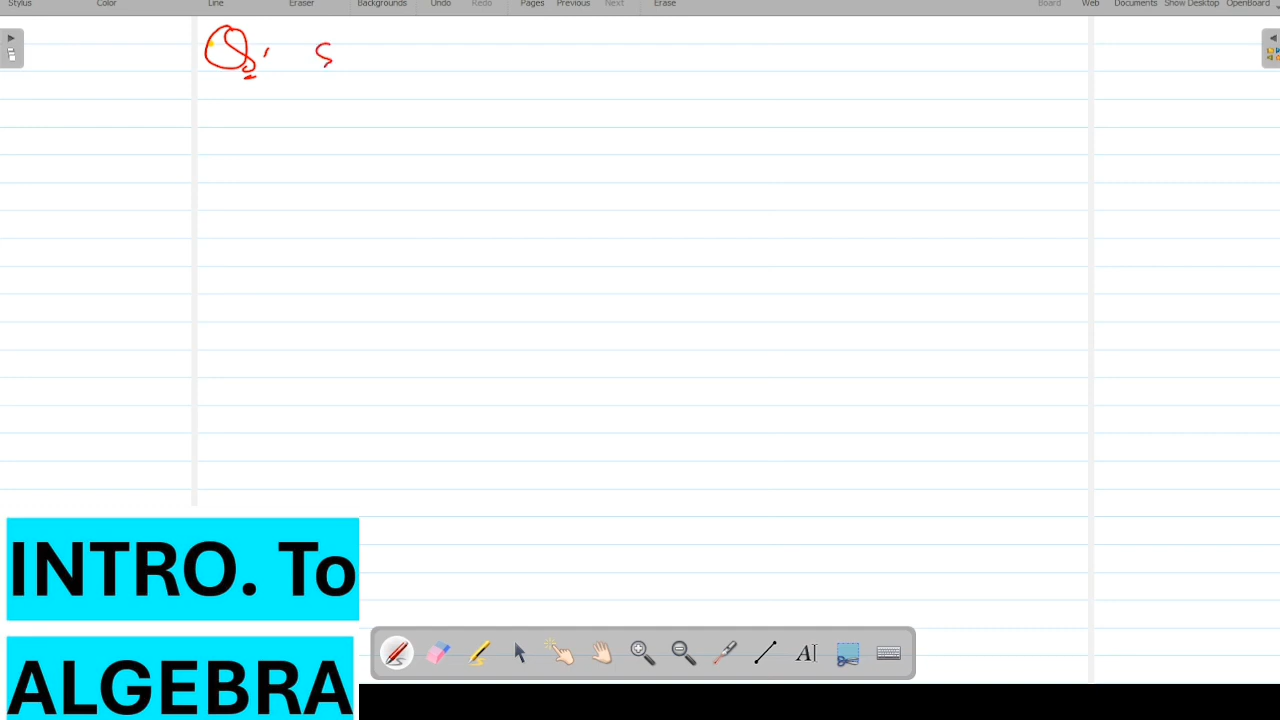 Stylus Color Line Eraser Backgrounds Undo Redo Pages Previous Next Erase Board Web Documents Show Desktop OpenBoard
Q. S
INTRO. To
ALGEBRA